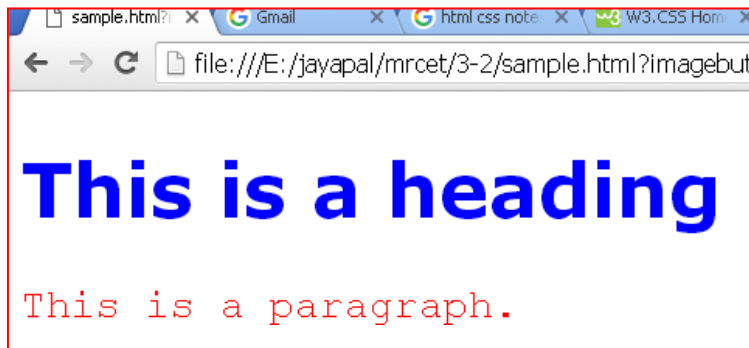 sample.html?i Gmail html css note W3.CSS Hom
file:///E:/jayapal/mrcet/3-2/sample.html?imagebut
This is a heading
This is a paragraph.